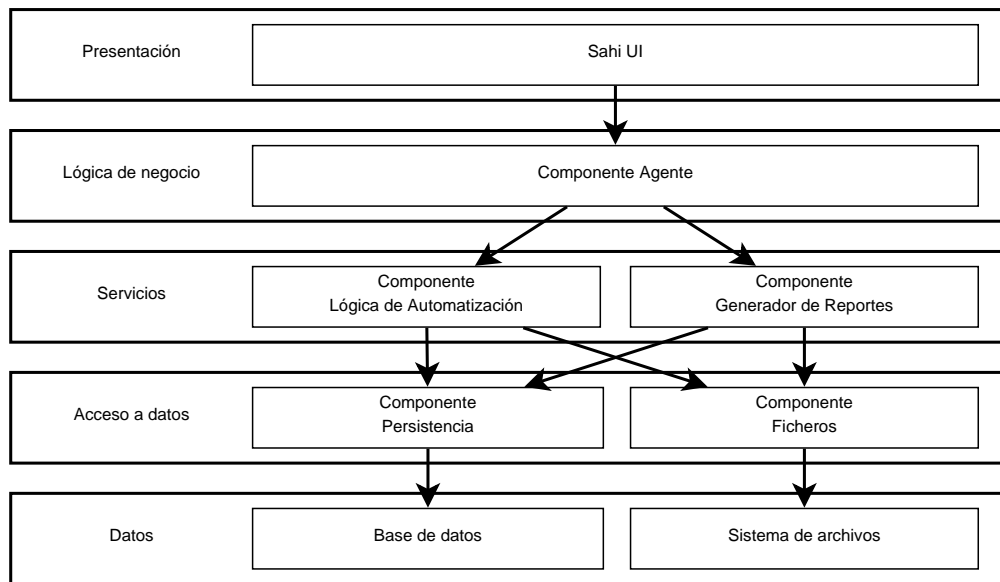 Presentación
Sahi UI
Lógica de negocio
Componente Agente
Servicios
Componente
Lógica de Automatización
Componente
Generador de Reportes
Acceso a datos
Componente
Persistencia
Componente
Ficheros
Datos
Base de datos
Sistema de archivos